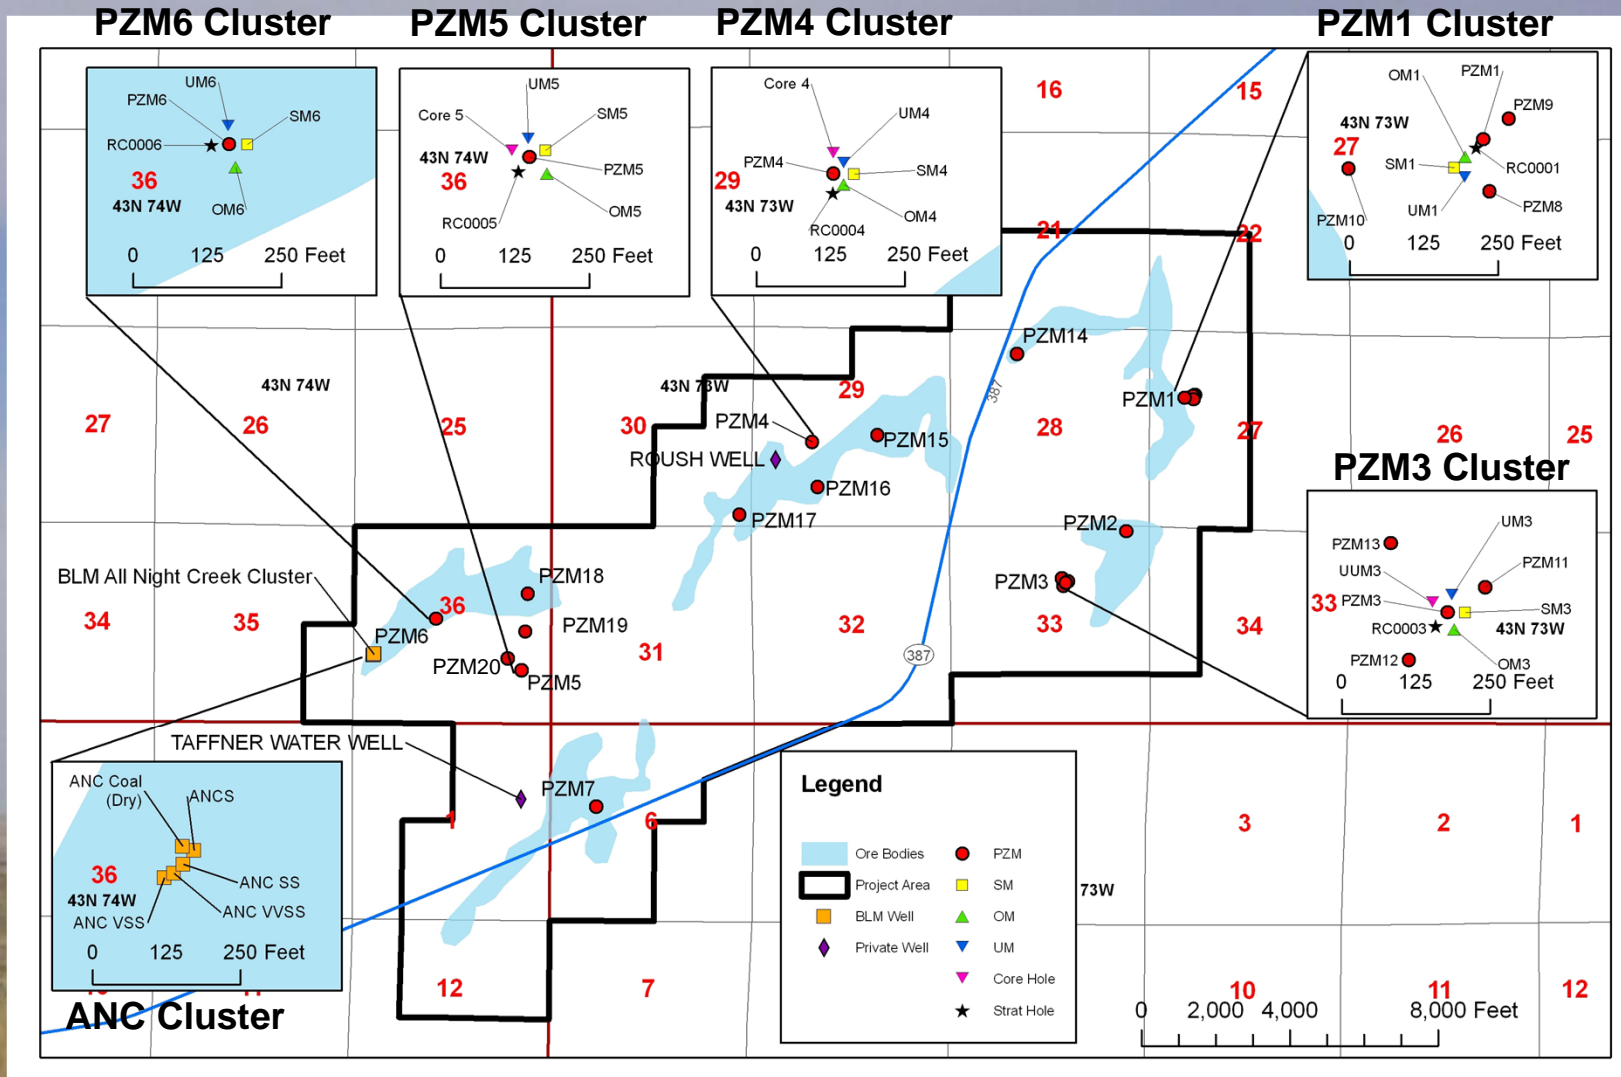 PZM6 Cluster
PZM5 Cluster
PZM4 Cluster
PZM1 Cluster
UM6
PZM6
SM6
RC0006
36
43N 74W
OM6
0 125 250 Feet
UM5
Core 5
SM5
43N 74W
36
PZM5
OM5
RC0005
0 125 250 Feet
Core 4
UM4
PZM4
SM4
29
43N 73W
OM4
RC0004
0 125 250 Feet
OM1
PZM1
PZM9
43N 73W
27
SM1
RC0001
PZM10
UM1
PZM8
0 125 250 Feet
16
15
21
22
PZM14
387
43N 74W
43N 73W
29
PZM1
27
26
25
30
PZM4
PZM15
28
27
26
25
ROUSH WELL
PZM16
PZM17
PZM2
PZM3 Cluster
UM3
PZM13
UUM3
PZM11
33
PZM3
SM3
RC0003
43N 73W
PZM12
OM3
0 125 250 Feet
BLM All Night Creek Cluster
PZM18
36
PZM3
34
35
PZM6
PZM19
31
32
33
34
PZM20
PZM5
387
TAFFNER WATER WELL
PZM7
1
6
3
2
1
ANC Coal
(Dry)
ANCS
36
43N 74W
ANC SS
ANC VVSS
ANC VSS
0 125 250 Feet
ANC Cluster
12
7
Legend
Ore Bodies
Project Area
BLM Well
Private Well
PZM
SM
OM
UM
Core Hole
Strat Hole
73W
10
11
12
0 2,000 4,000 8,000 Feet